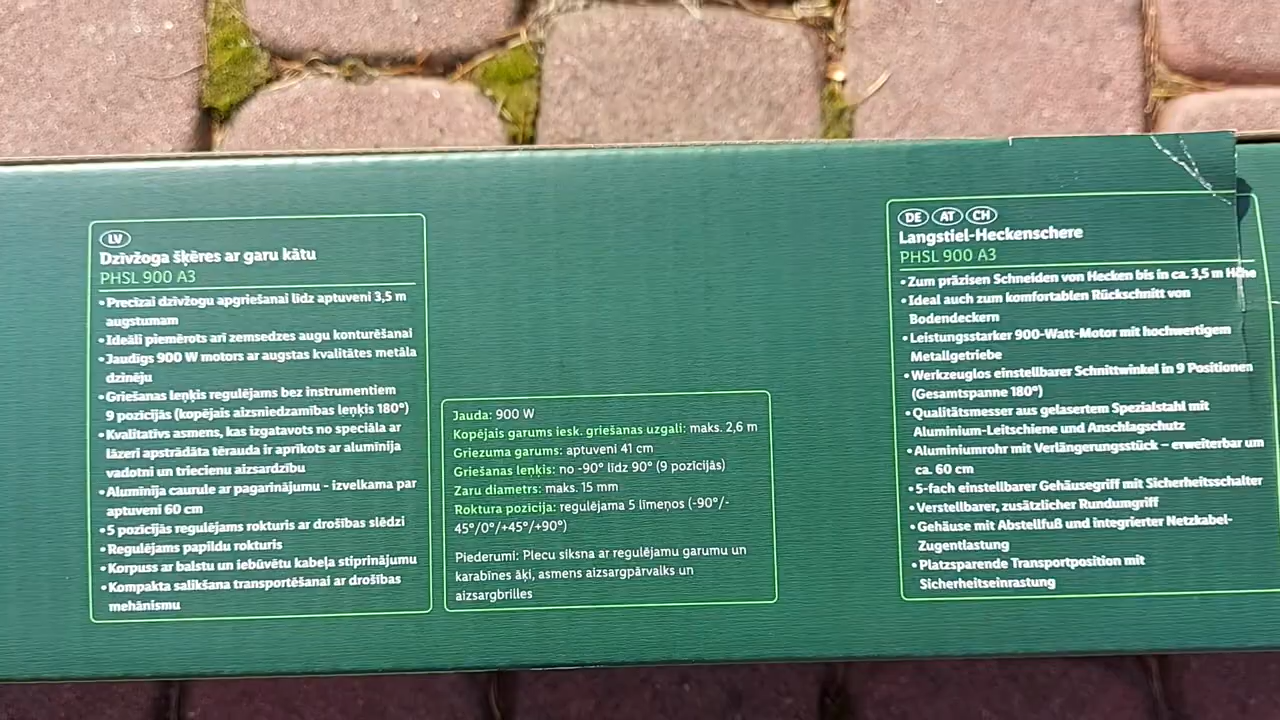 LV
Dzīvžoga šķēres ar garu kātu
PHSL 900 A3
• Precīzai dzīvžogu apgriešanai līdz aptuveni 3,5 m
augstumam
• Ideāli piemērots arī zemsedzes augu konturēšanai
• Jaudīgs 900 W motors ar augstas kvalitātes metāla
dzinēju
• Griešanas leņķis regulējams bez instrumentiem
9 pozīcijās (kopējais aizsniedzamības leņķis 180°)
• Kvalitatīvs asmens, kas izgatavots no speciāla ar
lāzeri apstrādāta tērauda ir aprīkots ar alumīnija
vadotni un triecienu aizsardzību
• Alumīnija caurule ar pagarinājumu - izvelkama par
aptuveni 60 cm
• 5 pozīcijās regulējams rokturis ar drošības slēdzi
• Regulējams papildu rokturis
• Korpuss ar balstu un iebūvētu kabeļa stiprinājumu
• Kompakta salikšana transportēšanai ar drošības
mehānismu
Jauda: 900 W
Kopējais garums iesk. griešanas uzgali: maks. 2,6 m
Griezuma garums: aptuveni 41 cm
Griešanas leņķis: no -90° līdz 90° (9 pozīcijās)
Zaru diametrs: maks. 15 mm
Roktura pozīcija: regulējama 5 līmeņos (-90°/-
45°/0°/+45°/+90°)
Piederumi: Plecu siksna ar regulējamu garumu un
karabīnes āķi, asmens aizsargpārvalks un
aizsargbrilles
DE AT CH
Langstiel-Heckenschere
PHSL 900 A3
• Zum präzisen Schneiden von Hecken bis in ca. 3,5 m Höhe
• Ideal auch zum komfortablen Rückschnitt von
Bodendeckern
• Leistungsstarker 900-Watt-Motor mit hochwertigem
Metallgetriebe
• Werkzeuglos einstellbarer Schnittwinkel in 9 Positionen
(Gesamtspanne 180°)
• Qualitätsmesser aus gelasertem Spezialstahl mit
Aluminium-Leitschiene und Anschlagschutz
• Aluminiumrohr mit Verlängerungsstück – erweiterbar um
ca. 60 cm
• 5-fach einstellbarer Gehäusegriff mit Sicherheitsschalter
• Verstellbarer, zusätzlicher Rundumgriff
• Gehäuse mit Abstellfuß und integrierter Netzkabel-
Zugentlastung
• Platzsparende Transportposition mit
Sicherheitseinrastung